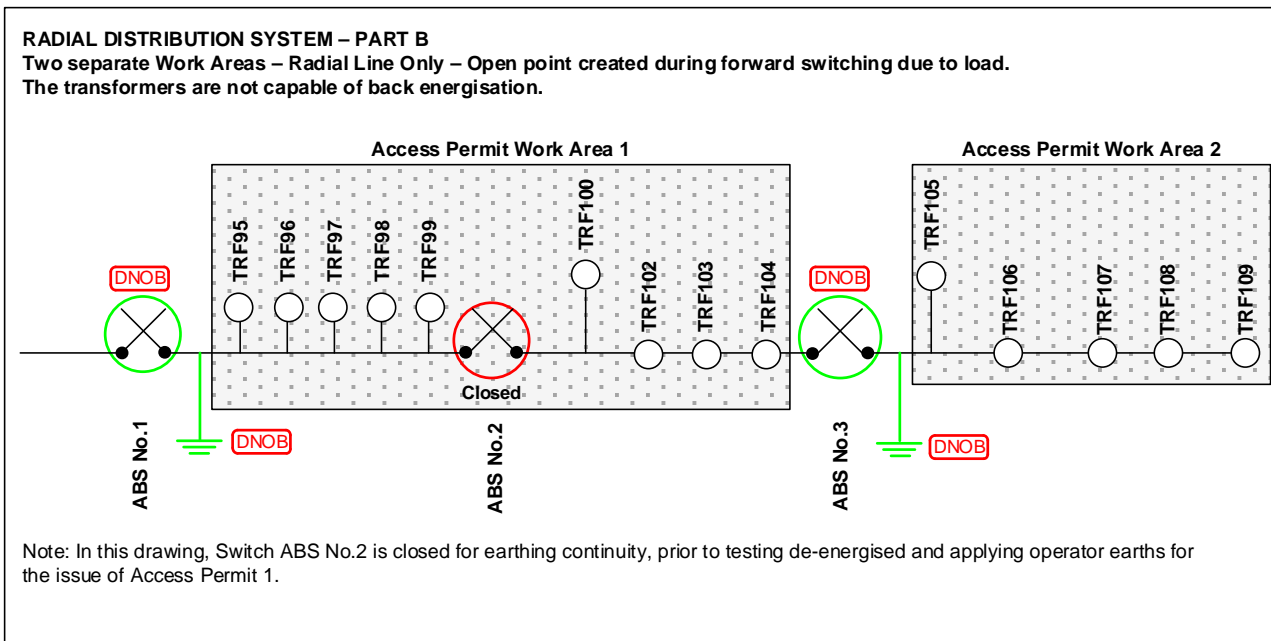 RADIAL DISTRIBUTION SYSTEM – PART B
Two separate Work Areas – Radial Line Only – Open point created during forward switching due to load.
The transformers are not capable of back energisation.
Access Permit Work Area 1
Access Permit Work Area 2
DNOB
TRF95
TRF96
TRF97
TRF98
TRF99
TRF100
TRF102
TRF103
TRF104
DNOB
TRF105
TRF106
TRF107
TRF108
TRF109
Closed
DNOB
DNOB
ABS No.1
ABS No.2
ABS No.3
Note: In this drawing, Switch ABS No.2 is closed for earthing continuity, prior to testing de-energised and applying operator earths for
the issue of Access Permit 1.